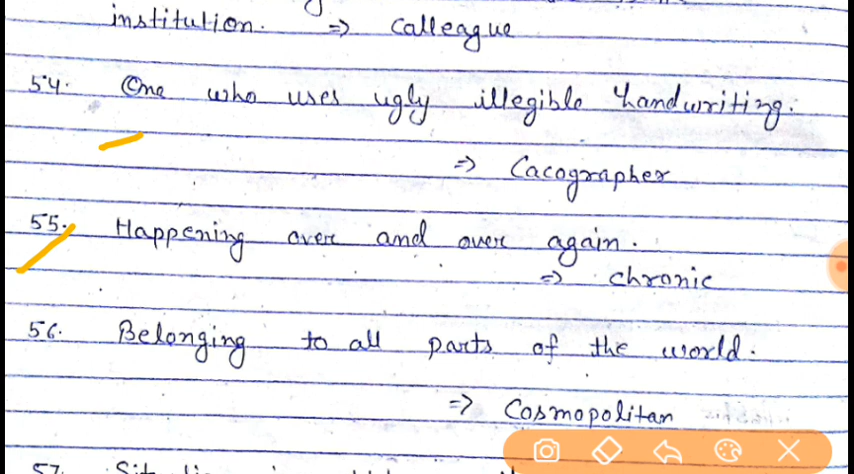 institution. => Calleague
54. One who uses ugly illegible handwriting.
=> Cacographer
55. Happening over and over again.
=> chronic
56. Belonging to all parts of the world.
=> Cosmopolitan
57.